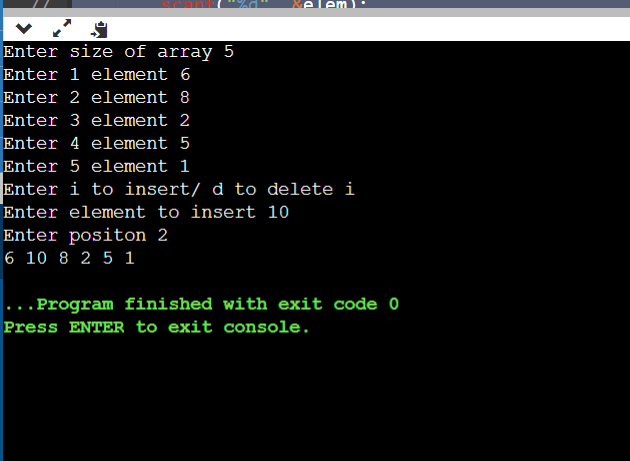 // scanf("%d" &elem);
Enter size of array 5
Enter 1 element 6
Enter 2 element 8
Enter 3 element 2
Enter 4 element 5
Enter 5 element 1
Enter i to insert/ d to delete i
Enter element to insert 10
Enter positon 2
6 10 8 2 5 1
...Program finished with exit code 0
Press ENTER to exit console.